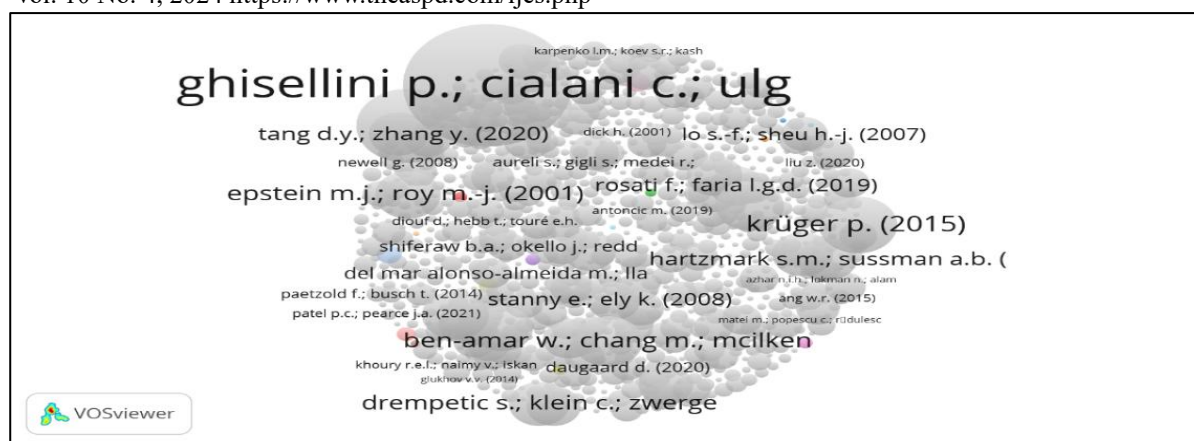 Vol. 10 No. 4, 2024 https://www.theaspd.com/ijes.php
karpenko l.m.; koev s.r.; kash
ghisellini p.; cialani c.; ulg
tang d.y.; zhang y. (2020) dick h. (2001) lo s.-f.; sheu h.-j. (2007)
newell g. (2008) aureli s.; gigli s.; medei r.; liu z. (2020)
epstein m.j.; roy m.-j. (2001) rosati f.; faria l.g.d. (2019)
antoncic m. (2019)
diouf d.; hebb t.; touré e.h. krüger p. (2015)
shiferaw b.a.; okello j.; redd
hartzmark s.m.; sussman a.b. (
del mar alonso-almeida m.; lla azhar n.i.h.; lokman n.; alam
paetzold f.; busch t. (2014) stanny e.; ely k. (2008) ang w.r. (2015)
patel p.c.; pearce j.a. (2021) matei m.; popescu c.; rădulesc
ben-amar w.; chang m.; mcilken
khoury r.e.l.; naimy v.; iskan daugaard d. (2020)
glukhov v.v. (2014)
drempetic s.; klein c.; zwerge
VOSviewer